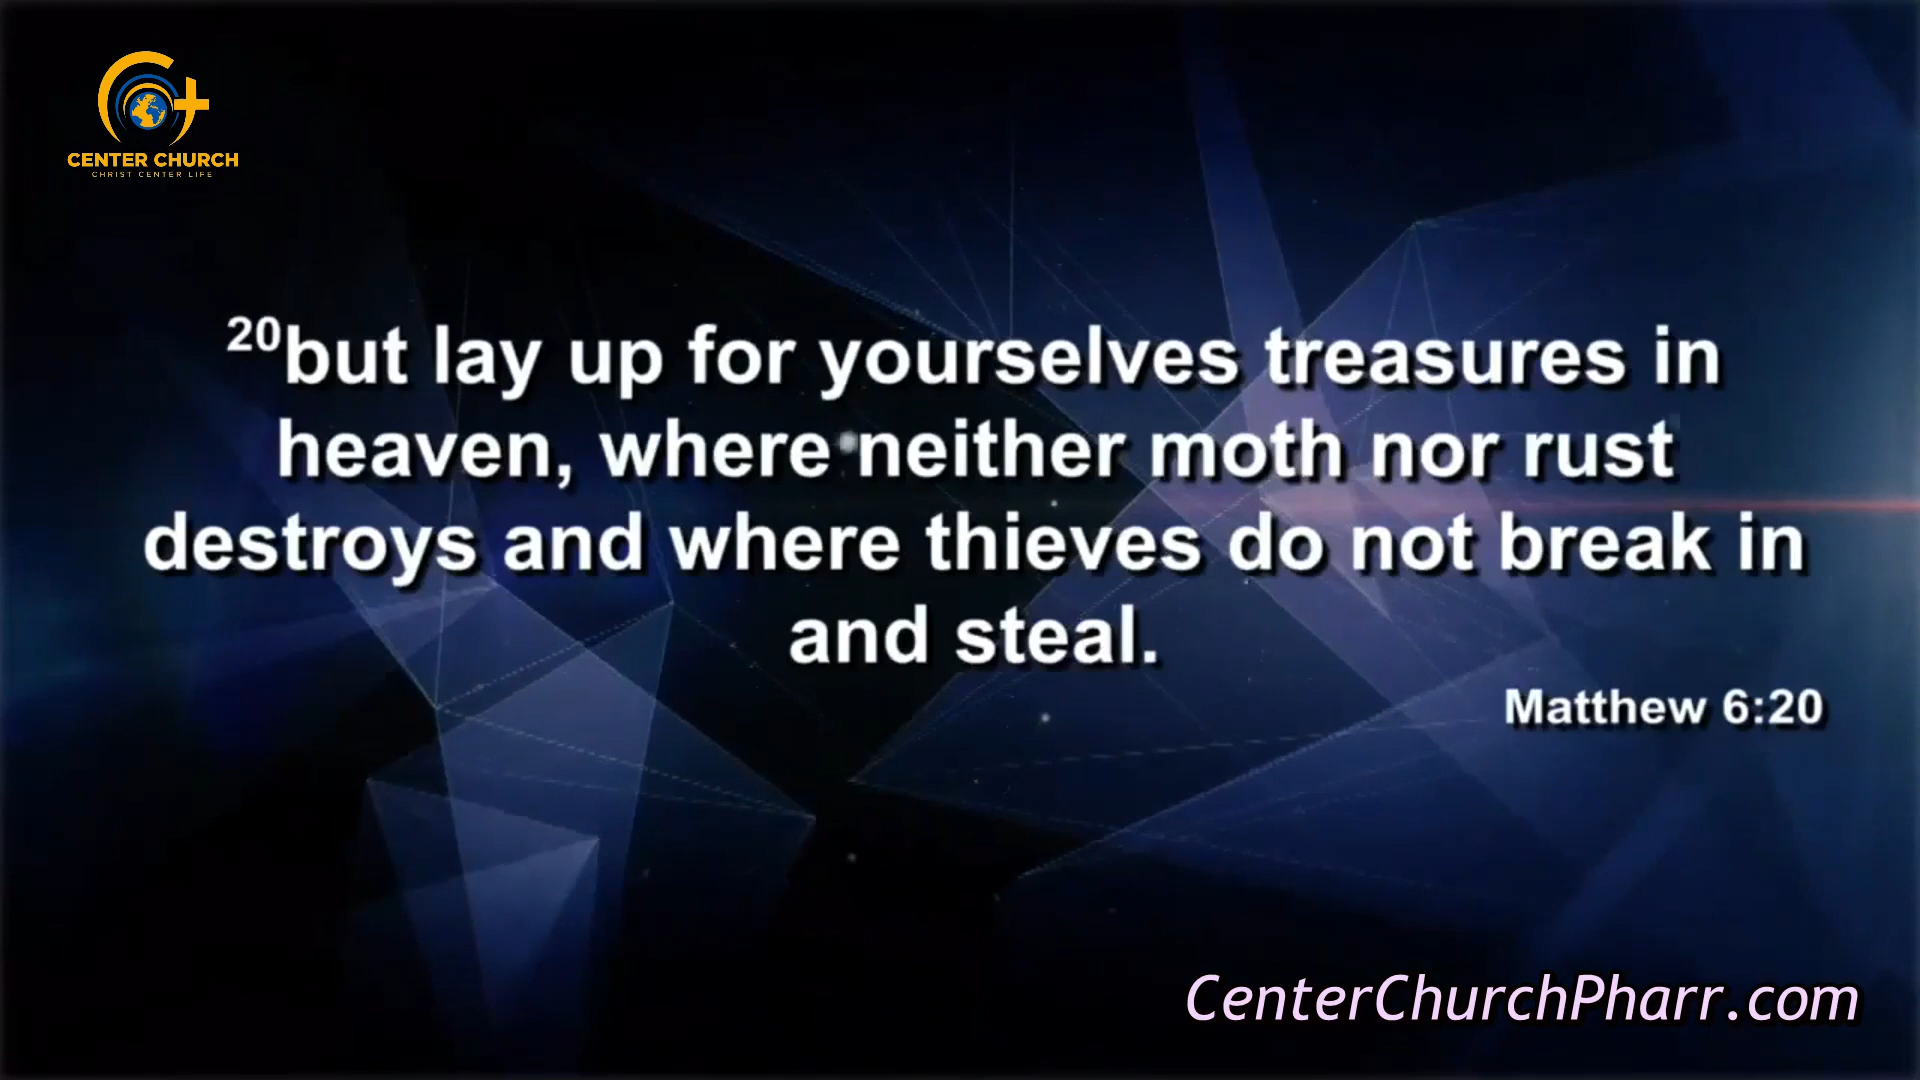 CENTER CHURCH
CHRIST CENTER LIFE
20but lay up for yourselves treasures in
heaven, where neither moth nor rust
destroys and where thieves do not break in
and steal.
Matthew 6:20
CenterChurchPharr.com